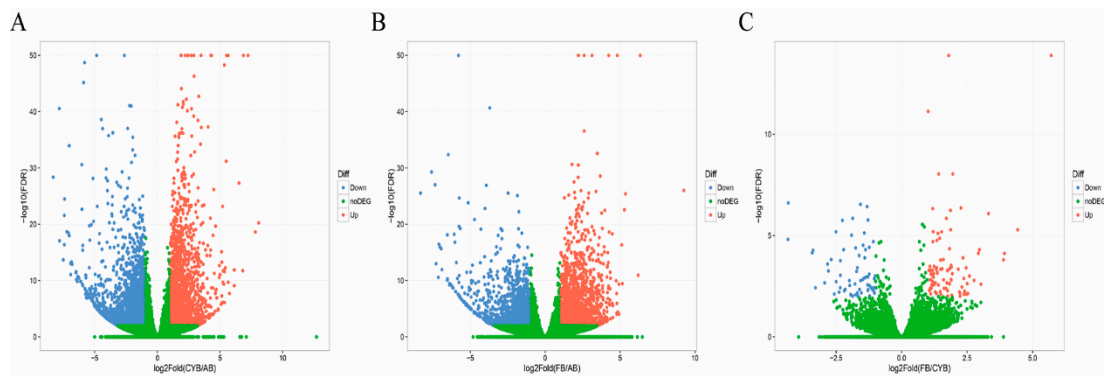 A
B
C
50
40
30
20
10
0
−log10(FDR)
−5
0
5
10
log2Fold(CYB/AB)
Diff
Down
noDEG
Up
50
40
30
20
10
0
−log10(FDR)
−5
0
5
10
log2Fold(FB/AB)
Diff
Down
noDEG
Up
10
5
0
−log10(FDR)
−2.5
0.0
2.5
5.0
log2Fold(FB/CYB)
Diff
Down
noDEG
Up